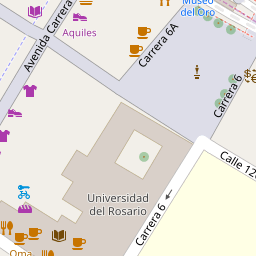 Museo
del Oro
Aquiles
Carrera 6A
Avenida Carrera
Carrera 6
Calle 12
Universidad
del Rosario
Carrera 6
Oma